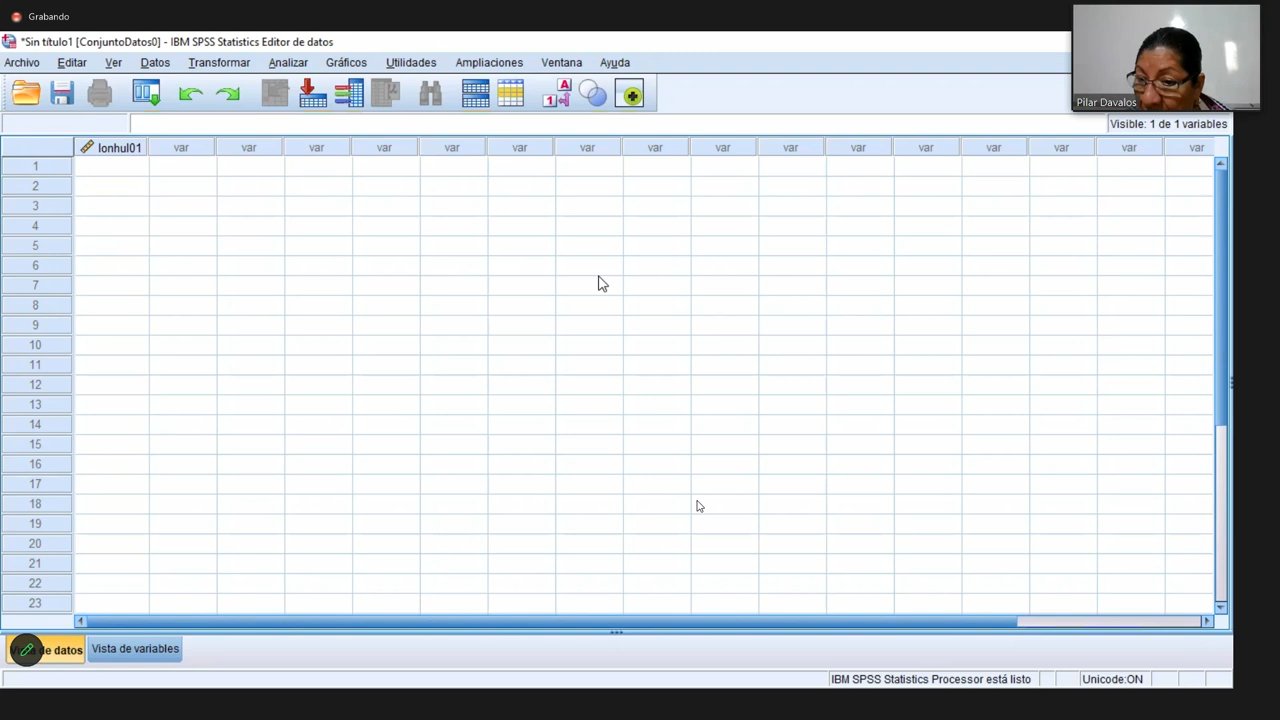 Grabando
*Sin título1 [ConjuntoDatos0] - IBM SPSS Statistics Editor de datos
Archivo Editar Ver Datos Transformar Analizar Gráficos Utilidades Ampliaciones Ventana Ayuda
A
1
Pilar Davalos
Visible: 1 de 1 variables
lonhul01 var var var var var var var var var var var var var var var var
1
2
3
4
5
6
7
8
9
10
11
12
13
14
15
16
17
18
19
20
21
22
23
de datos Vista de variables
IBM SPSS Statistics Processor está listo Unicode:ON